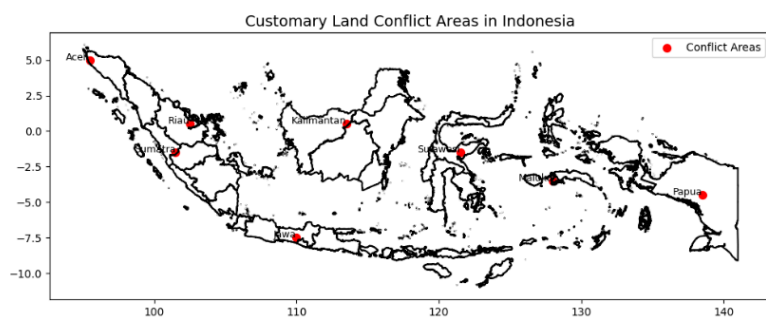 Customary Land Conflict Areas in Indonesia
Conflict Areas
Aceh
Riau
Kalimantan
Sumatra
Sulawesi
Maluku
Papua
Jawa
5.0
2.5
0.0
−2.5
−5.0
−7.5
−10.0
100
110
120
130
140